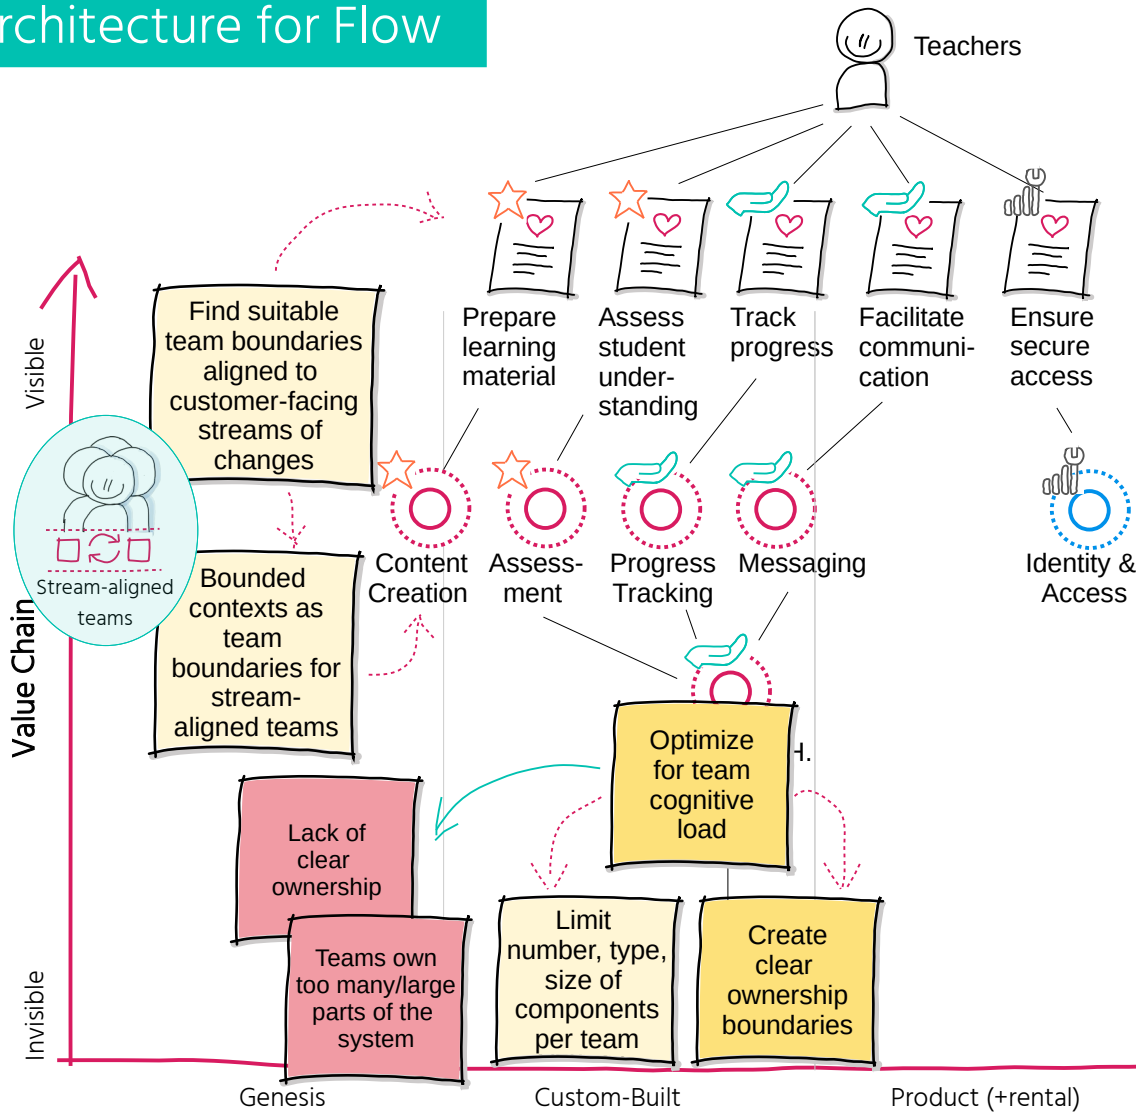 rchitecture for Flow
Teachers
Prepare
learning
material
Assess
student
under-
standing
Track
progress
Facilitate
communi-
cation
Ensure
secure
access
Visible
Find suitable
team boundaries
aligned to
customer-facing
streams of
changes
Stream-aligned
teams
Value Chain
Bounded
contexts as
team
boundaries for
stream-
aligned teams
Content
Creation
Assess-
ment
Progress
Tracking
Messaging
Identity &
Access
Optimize
for team
cognitive
load
Lack of
clear
ownership
Teams own
too many/large
parts of the
system
Limit
number, type,
size of
components
per team
Create
clear
ownership
boundaries
Invisible
Genesis
Custom-Built
Product (+rental)